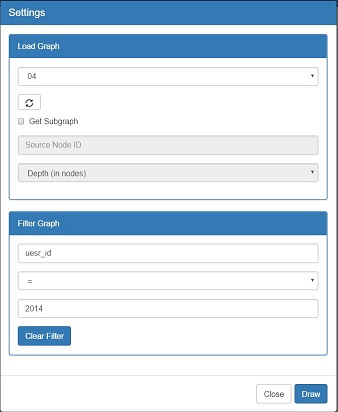 Settings
Load Graph
04
Get Subgraph
Source Node ID
Depth (in nodes)
Filter Graph
uesr_id
=
2014
Clear Filter
Close Draw